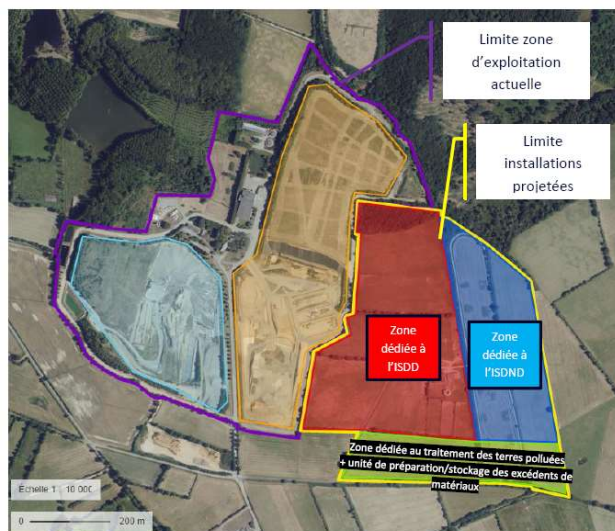 Limite zone
d’exploitation
actuelle
Limite
installations
projetées
Zone
dédiée à
l’ISDD
Zone
dédiée à
l’ISDND
Zone dédiée au traitement des terres polluées
+ unité de préparation/stockage des excédents de
matériaux
Échelle 1 : 10 000
0
200 m